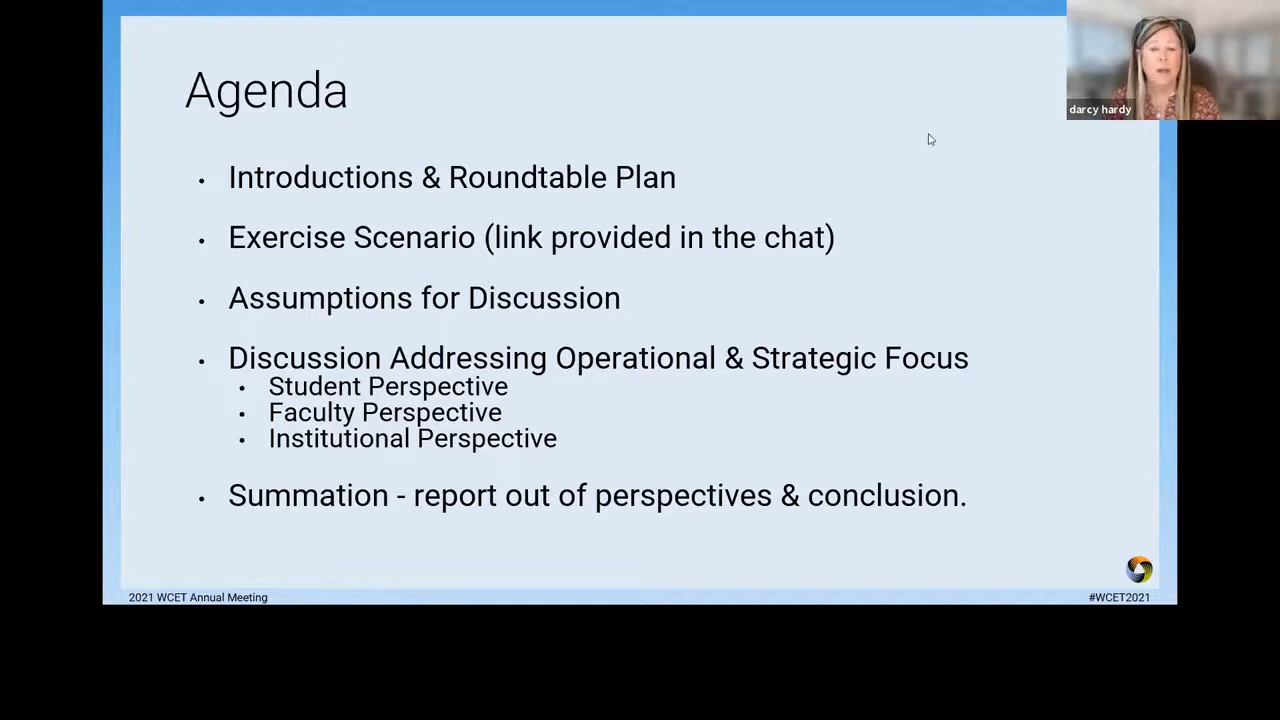 Agenda
darcy hardy
• Introductions & Roundtable Plan
• Exercise Scenario (link provided in the chat)
• Assumptions for Discussion
• Discussion Addressing Operational & Strategic Focus
• Student Perspective
• Faculty Perspective
• Institutional Perspective
• Summation - report out of perspectives & conclusion.
2021 WCET Annual Meeting
#WCET2021